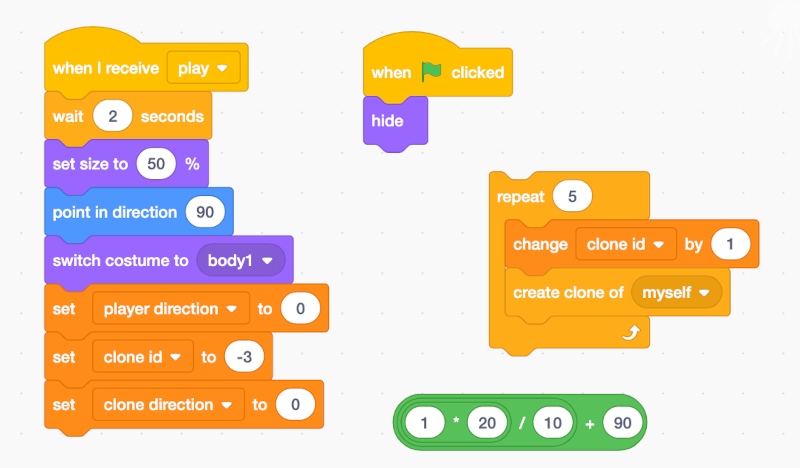 when I receive play
wait 2 seconds
set size to 50 %
point in direction 90
switch costume to body1
set player direction to 0
set clone id to -3
set clone direction to 0
when clicked
hide
repeat 5
change clone id by 1
create clone of myself
1 * 20 / 10 + 90